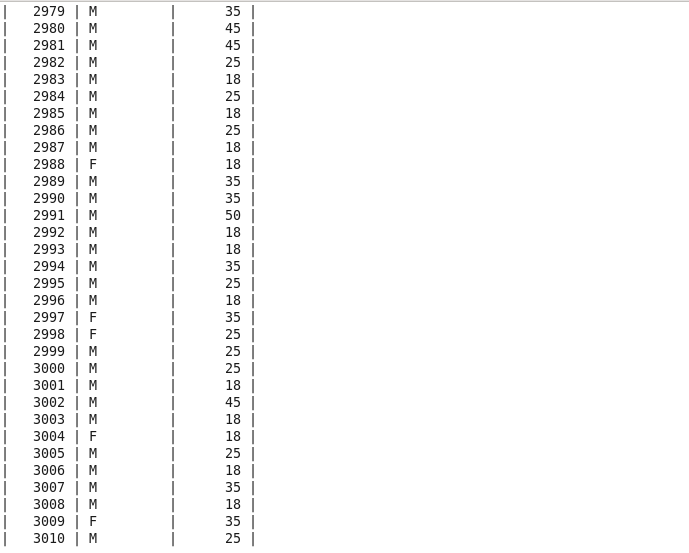 | 2979 | M | 35 |
| 2980 | M | 45 |
| 2981 | M | 45 |
| 2982 | M | 25 |
| 2983 | M | 18 |
| 2984 | M | 25 |
| 2985 | M | 18 |
| 2986 | M | 25 |
| 2987 | M | 18 |
| 2988 | F | 18 |
| 2989 | M | 35 |
| 2990 | M | 35 |
| 2991 | M | 50 |
| 2992 | M | 18 |
| 2993 | M | 18 |
| 2994 | M | 35 |
| 2995 | M | 25 |
| 2996 | M | 18 |
| 2997 | F | 35 |
| 2998 | F | 25 |
| 2999 | M | 25 |
| 3000 | M | 25 |
| 3001 | M | 18 |
| 3002 | M | 45 |
| 3003 | M | 18 |
| 3004 | F | 18 |
| 3005 | M | 25 |
| 3006 | M | 18 |
| 3007 | M | 35 |
| 3008 | M | 18 |
| 3009 | F | 35 |
| 3010 | M | 25 |